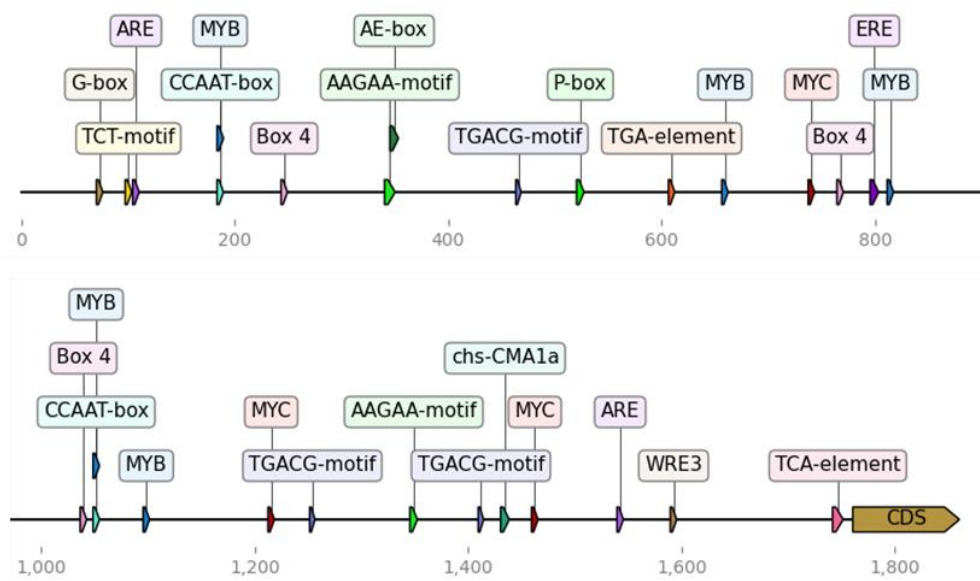 ARE MYB AE-box ERE
G-box CCAAT-box AAGAA-motif P-box MYB MYC MYB
TCT-motif Box 4 TGACG-motif TGA-element Box 4
0 200 400 600 800
MYB
Box 4 chs-CMA1a
CCAAT-box MYC AAGAA-motif MYC ARE
MYB TGACG-motif TGACG-motif WRE3 TCA-element
CDS
1,000 1,200 1,400 1,600 1,800